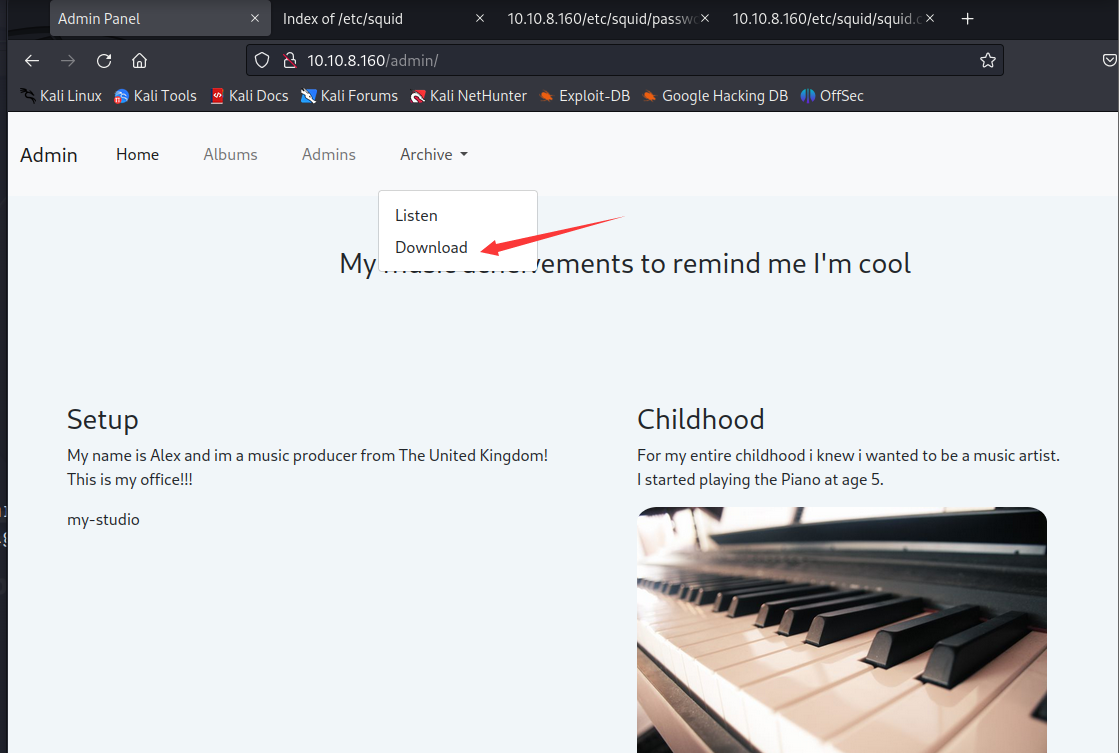 Admin Panel
Index of /etc/squid
10.10.8.160/etc/squid/passw
10.10.8.160/etc/squid/squid.c
10.10.8.160/admin/
Kali Linux Kali Tools Kali Docs Kali Forums Kali NetHunter Exploit-DB Google Hacking DB OffSec
Admin Home Albums Admins Archive
Listen
Download
My music acheivements to remind me I'm cool
Setup
My name is Alex and im a music producer from The United Kingdom!
This is my office!!!
my-studio
Childhood
For my entire childhood i knew i wanted to be a music artist.
I started playing the Piano at age 5.